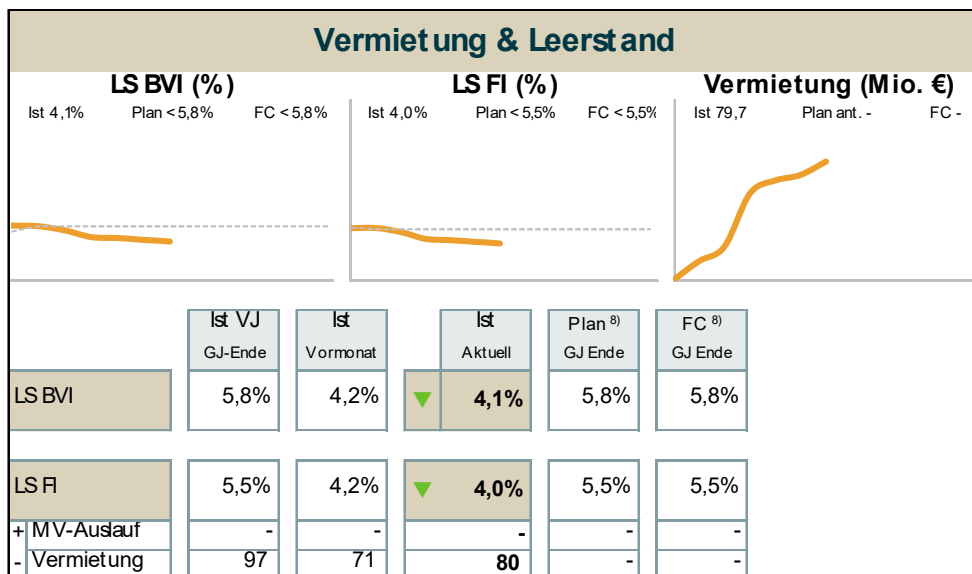 Vermietung & Leerstand
LS BVI (%) LS FI (%) Vermietung (Mio. €)
Ist 4,1% Plan < 5,8% FC < 5,8% Ist 4,0% Plan < 5,5% FC < 5,5% Ist 79,7 Plan ant. - FC -
Ist VJ Ist Ist Plan 8) FC 8)
GJ-Ende Vormonat Aktuell GJ Ende GJ Ende
LS BVI 5,8% 4,2% ▼ 4,1% 5,8% 5,8%
LS FI 5,5% 4,2% ▼ 4,0% 5,5% 5,5%
+ MV-Auslauf - - - - -
- Vermietung 97 71 80 - -